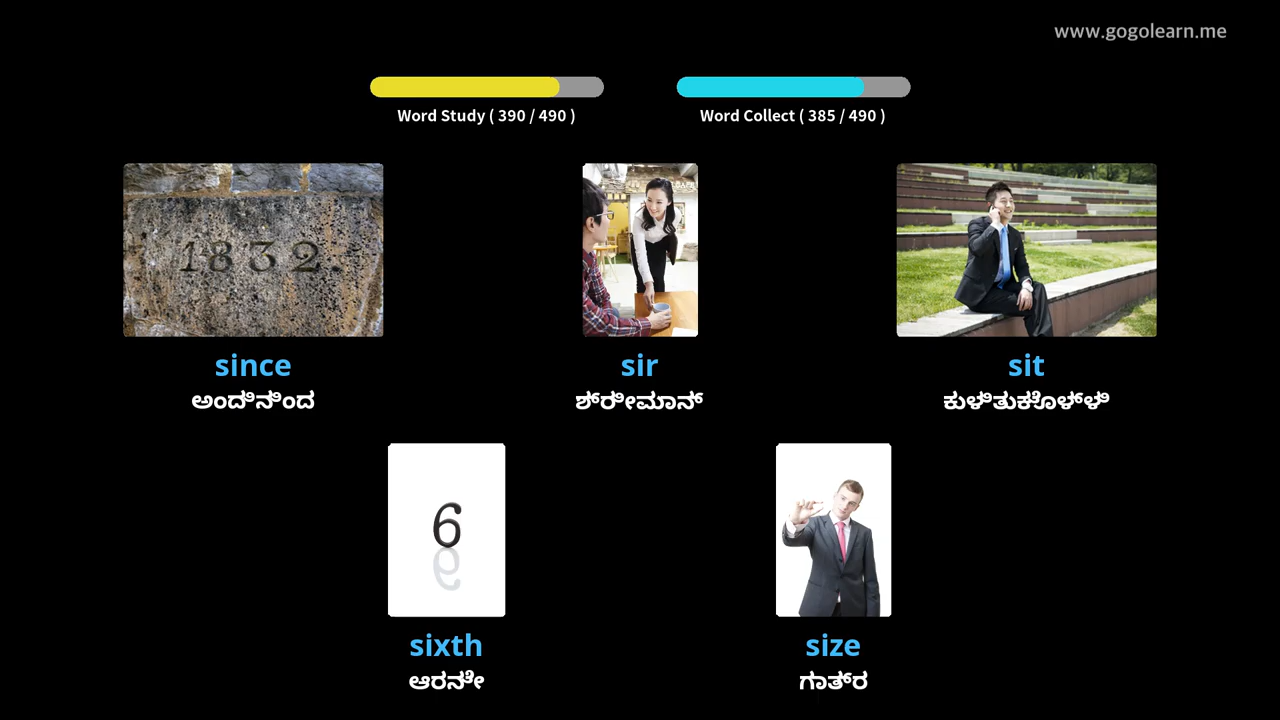 www.gogolearn.me
Word Study ( 390 / 490 )
Word Collect ( 385 / 490 )
1832.
since
sir
sit
ಅಂದಿನಿಂದ
ಶ್ರೀಮಾನ್
ಕುಳಿತುಕೊಳ್ಳಿ
6
sixth
size
ಆರನೇ
ಗಾತ್ರ